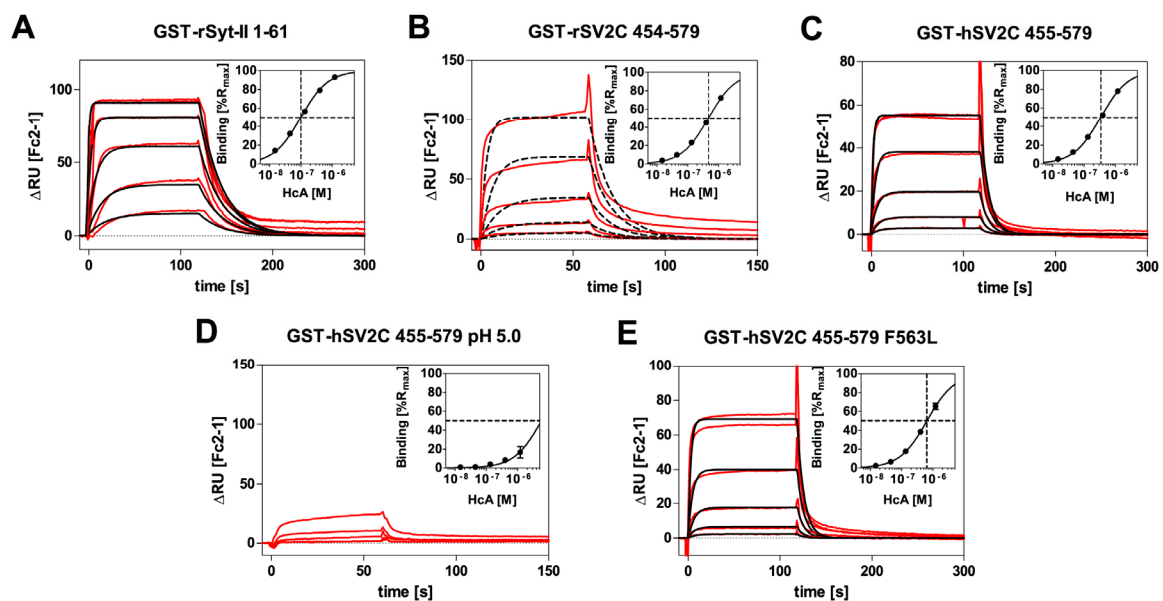 A
GST-rSyt-II 1-61
ΔRU [Fc2-1]
100
50
0
0
100
200
300
time [s]
Binding [%Rmax]
100
80
60
40
20
0
10-8
10-7
10-6
HcA [M]
B
GST-rSV2C 454-579
ΔRU [Fc2-1]
150
100
50
0
0
50
100
150
time [s]
Binding [%Rmax]
100
80
60
40
20
0
10-8
10-7
10-6
HcA [M]
C
GST-hSV2C 455-579
ΔRU [Fc2-1]
80
60
40
20
0
0
100
200
300
time [s]
Binding [%Rmax]
100
80
60
40
20
0
10-8
10-7
10-6
HcA [M]
D
GST-hSV2C 455-579 pH 5.0
ΔRU [Fc2-1]
150
100
50
0
0
50
100
150
time [s]
Binding [%Rmax]
100
80
60
40
20
0
10-8
10-7
10-6
HcA [M]
E
GST-hSV2C 455-579 F563L
ΔRU [Fc2-1]
100
80
60
40
20
0
0
100
200
300
time [s]
Binding [%Rmax]
100
80
60
40
20
0
10-8
10-7
10-6
HcA [M]